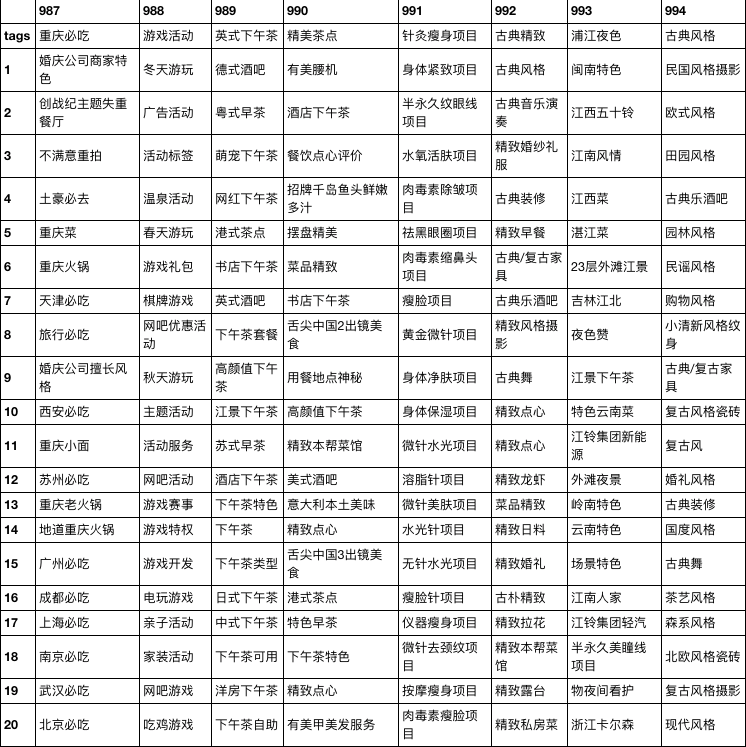 987 988 989 990 991 992 993 994
tags 重庆必吃 游戏活动 英式下午茶 精美茶点 针灸瘦身项目 古典精致 浦江夜色 古典风格
1 婚庆公司商家特色 冬天游玩 德式酒吧 有美腰机 身体紧致项目 古典风格 闽南特色 民国风格摄影
2 创战纪主题失重餐厅 广告活动 粤式早茶 酒店下午茶 半永久纹眼线项目 古典音乐演奏 江西五十铃 欧式风格
3 不满意重拍 活动标签 萌宠下午茶 餐饮点心评价 水氧活肤项目 精致婚纱礼服 江南风情 田园风格
4 土豪必去 温泉活动 网红下午茶 招牌千岛鱼头鲜嫩多汁 肉毒素除皱项目 古典装修 江西菜 古典乐酒吧
5 重庆菜 春天游玩 港式茶点 摆盘精美 祛黑眼圈项目 精致早餐 湛江菜 园林风格
6 重庆火锅 游戏礼包 书店下午茶 菜品精致 肉毒素缩鼻头项目 古典/复古家具 23层外滩江景 民谣风格
7 天津必吃 棋牌游戏 英式酒吧 书店下午茶 瘦脸项目 古典乐酒吧 吉林江北 购物风格
8 旅行必吃 网吧优惠活动 下午茶套餐 舌尖中国2出镜美食 黄金微针项目 精致风格摄影 夜色赞 小清新风格纹身
9 婚庆公司擅长风格 秋天游玩 高颜值下午茶 用餐地点神秘 身体净肤项目 古典舞 江景下午茶 古典/复古家具
10 西安必吃 主题活动 江景下午茶 高颜值下午茶 身体保湿项目 精致点心 特色云南菜 复古风格瓷砖
11 重庆小面 活动服务 苏式早茶 精致本帮菜馆 微针水光项目 精致点心 江铃集团新能源 复古风
12 苏州必吃 网吧活动 酒店下午茶 美式酒吧 溶脂针项目 精致龙虾 外滩夜景 婚礼风格
13 重庆老火锅 游戏赛事 下午茶特色 意大利本土美味 微针美肤项目 菜品精致 岭南特色 古典装修
14 地道重庆火锅 游戏特权 下午茶 精致点心 水光针项目 精致日料 云南特色 国度风格
15 广州必吃 游戏开发 下午茶类型 舌尖中国3出镜美食 无针水光项目 精致婚礼 场景特色 古典舞
16 成都必吃 电玩游戏 日式下午茶 港式茶点 瘦脸针项目 古朴精致 江南人家 茶艺风格
17 上海必吃 亲子活动 中式下午茶 特色早茶 仪器瘦身项目 精致拉花 江铃集团轻汽 森系风格
18 南京必吃 家装活动 下午茶可用 下午茶特色 微针去颈纹项目 精致本帮菜馆 半永久美瞳线项目 北欧风格瓷砖
19 武汉必吃 网吧游戏 洋房下午茶 精致点心 按摩瘦身项目 精致露台 物夜间看护 复古风格摄影
20 北京必吃 吃鸡游戏 下午茶自助 有美甲美发服务 肉毒素瘦脸项目 精致私房菜 浙江卡尔森 现代风格